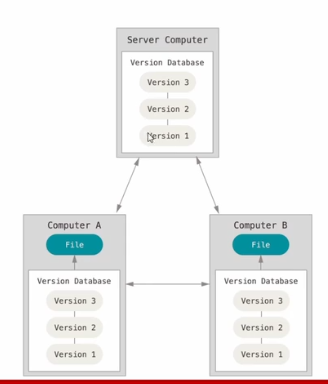 Server Computer
Version Database
Version 3
Version 2
Version 1
Computer A
File
Version Database
Version 3
Version 2
Version 1
Computer B
File
Version Database
Version 3
Version 2
Version 1